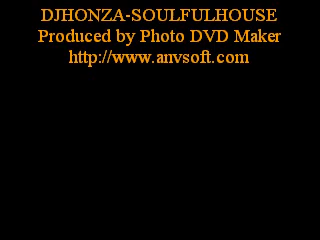 DJHONZA-SOULFULHOUSE
Produced by Photo DVD Maker
http://www.anvsoft.com